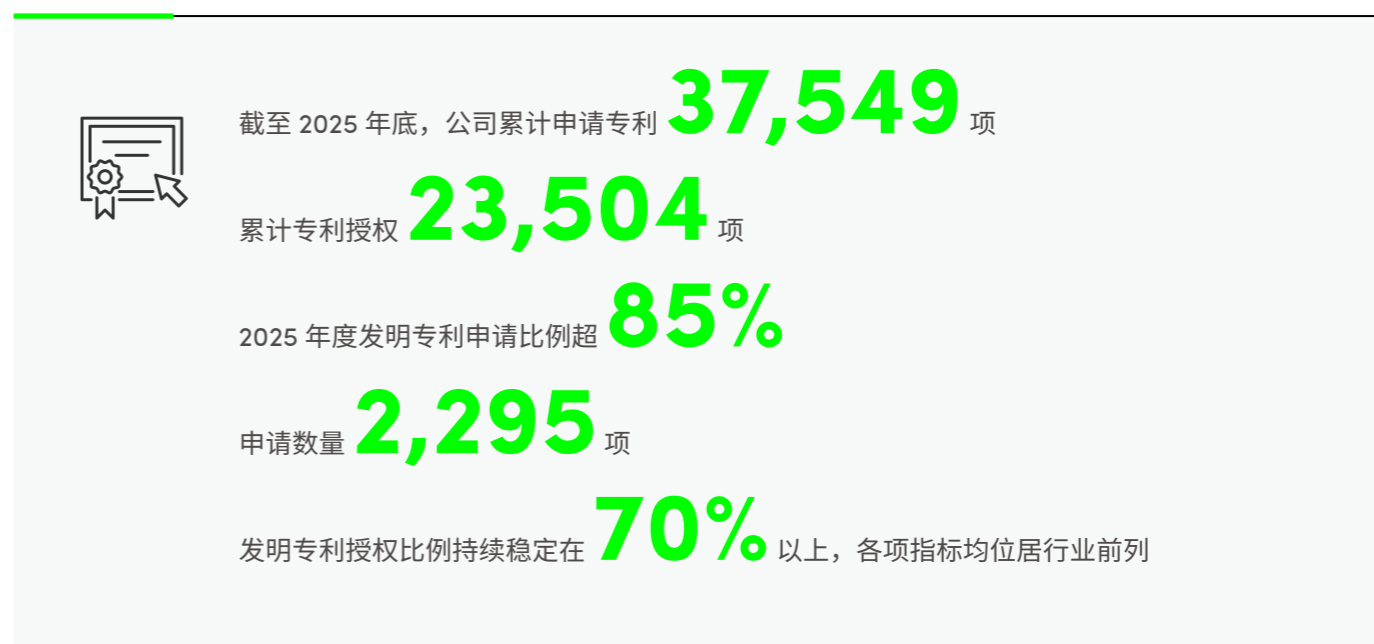 截至 2025 年底，公司累计申请专利 37,549 项
累计专利授权 23,504 项
2025 年度发明专利申请比例超 85%
申请数量 2,295 项
发明专利授权比例持续稳定在 70% 以上，各项指标均位居行业前列